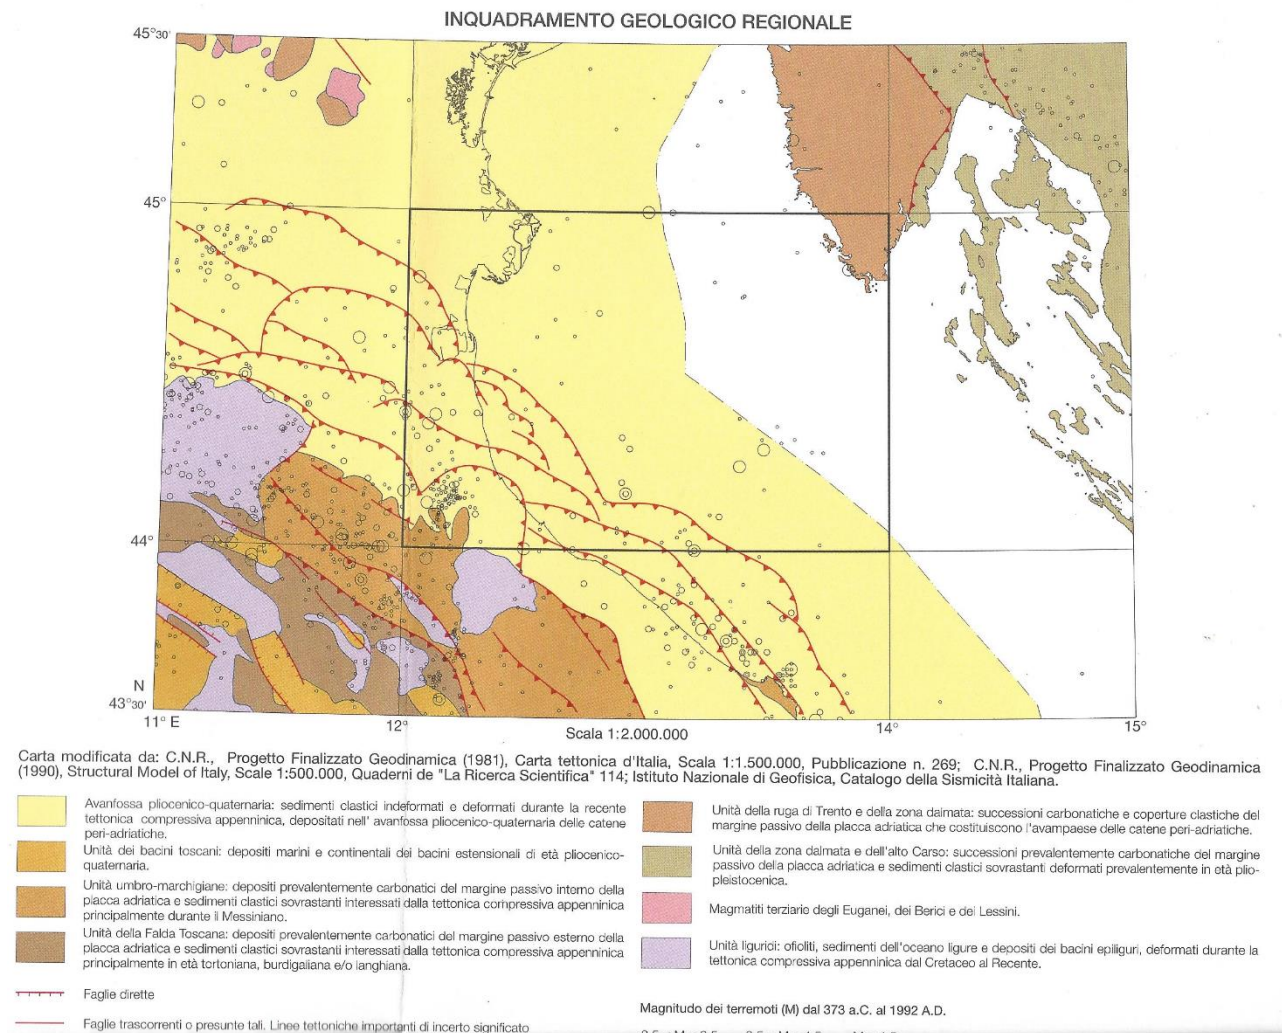 INQUADRAMENTO GEOLOGICO REGIONALE
45°30'
45°
44°
N
43°30'
11° E
12°
14°
15°
Scala 1:2.000.000
Carta modificata da: C.N.R., Progetto Finalizzato Geodinamica (1981), Carta tettonica d'Italia, Scala 1:1.500.000, Pubblicazione n. 269; C.N.R., Progetto Finalizzato Geodinamica
(1990), Structural Model of Italy, Scale 1:500.000, Quaderni de "La Ricerca Scientifica" 114; Istituto Nazionale di Geofisica, Catalogo della Sismicità Italiana.
Avanfossa pliocenico-quaternaria: sedimenti clastici indeformati e deformati durante la recente
tettonica compressiva appenninica, depositati nell' avanfossa pliocenico-quaternaria delle catene
peri-adriatiche.
Unità dei bacini toscani: depositi marini e continentali dei bacini estensionali di età pliocenico-
quaternaria.
Unità umbro-marchigiane: depositi prevalentemente carbonatici del margine passivo interno della
placca adriatica e sedimenti clastici sovrastanti interessati dalla tettonica compressiva appenninica
principalmente durante il Messiniano.
Unità della Falda Toscana: depositi prevalentemente carbonatici del margine passivo esterno della
placca adriatica e sedimenti clastici sovrastanti interessati dalla tettonica compressiva appenninica
principalmente in età tortoniana, burdigaliana e/o langhiana.
Faglie dirette
Faglie trascorrenti o presunte tali. Linee tettoniche importanti di incerto significato
Unità della ruga di Trento e della zona dalmata: successioni carbonatiche e coperture clastiche del
margine passivo della placca adriatica che costituiscono l'avampaese delle catene peri-adriatiche.
Unità della zona dalmata e dell'alto Carso: successioni prevalentemente carbonatiche del margine
passivo della placca adriatica e sedimenti clastici sovrastanti deformati prevalentemente in età plio-
pleistocenica.
Magmatiti terziarie degli Euganei, dei Berici e dei Lessini.
Unità liguridi: ofioliti, sedimenti dell'oceano ligure e depositi dei bacini epiliguri, deformati durante la
tettonica compressiva appenninica dal Cretaceo al Recente.
Magnitudo dei terremoti (M) dal 373 a.C. al 1992 A.D.